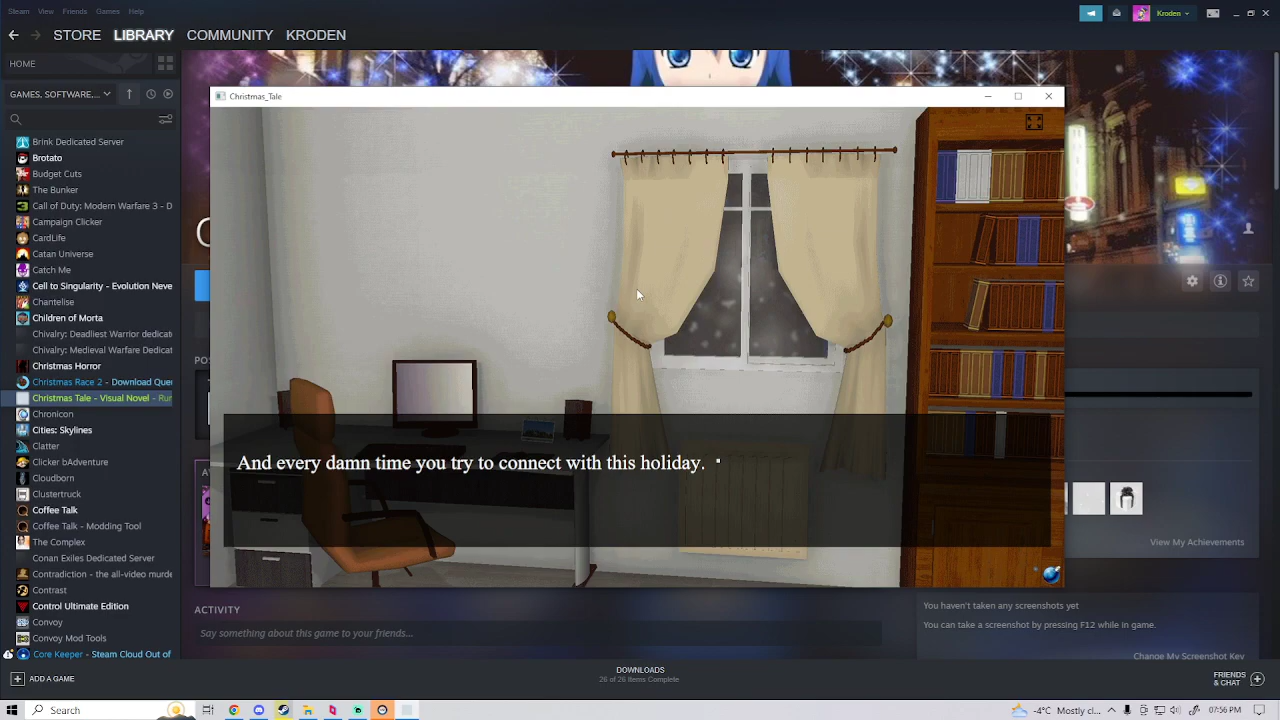 Steam View Friends Games Help
Kroden
STORE LIBRARY COMMUNITY KRODEN
HOME
GAMES, SOFTWARE,...
Brink Dedicated Server
Brotato
Budget Cuts
The Bunker
Call of Duty: Modern Warfare 3 - D
Campaign Clicker
CardLife
Catan Universe
Catch Me
Cell to Singularity - Evolution Neve
Chantelise
Children of Morta
Chivalry: Deadliest Warrior dedicat
Chivalry: Medieval Warfare Dedicat
Christmas Horror
Christmas Race 2 - Download Que
Christmas Tale - Visual Novel - Run
Chronicon
Cities: Skylines
Clatter
Clicker bAdventure
Cloudborn
Clustertruck
Coffee Talk
Coffee Talk - Modding Tool
The Complex
Conan Exiles Dedicated Server
Contradiction - the all-video murde
Contrast
Control Ultimate Edition
Convoy
Convoy Mod Tools
Core Keeper - Steam Cloud Out of
Christmas_Tale
And every damn time you try to connect with this holiday.
View My Achievements
ACTIVITY
Say something about this game to your friends...
You haven't taken any screenshots yet
You can take a screenshot by pressing F12 while in game.
Change My Screenshot Key
ADD A GAME
DOWNLOADS
26 of 26 Items Complete
FRIENDS
& CHAT
Search
-4°C Mostly cl...
07:56 PM